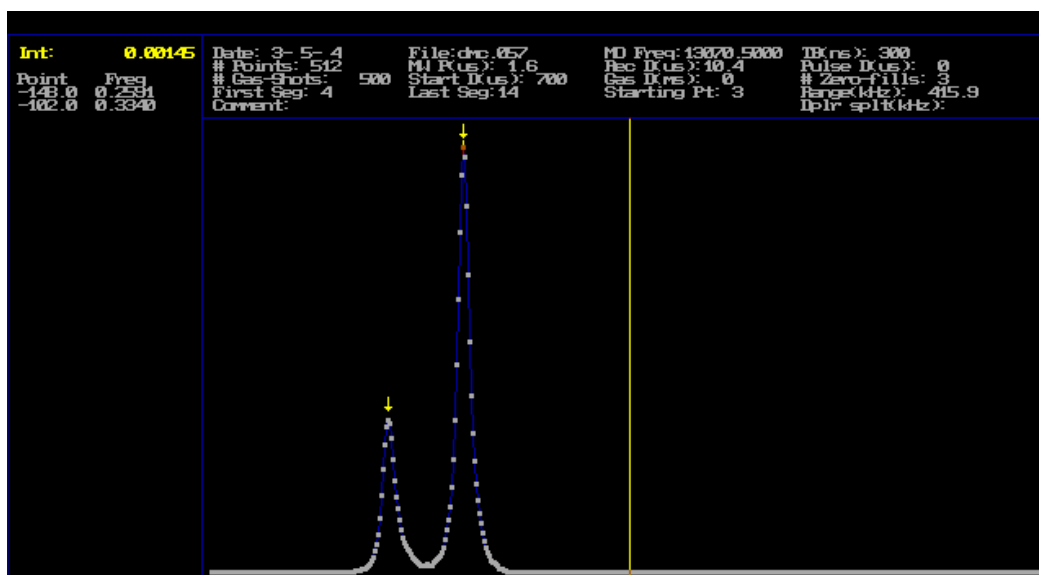 Int: 0.00145
Point Freq
-148.0 0.2591
-102.0 0.3340
Date: 3- 5- 4 File:dmc.057 MO Freq:13070.5000 IB(ns): 300
# Points: 512 MW P(us): 1.6 Rec D(us):10.4 Pulse D(us): 0
# Gas-Shots: 500 Start D(us): 700 Gas D(ms): 0 # Zero-fills: 3
First Seg: 4 Last Seg:14 Starting Pt: 3 Range(kHz): 415.9
Comment: Dplr splt(kHz):